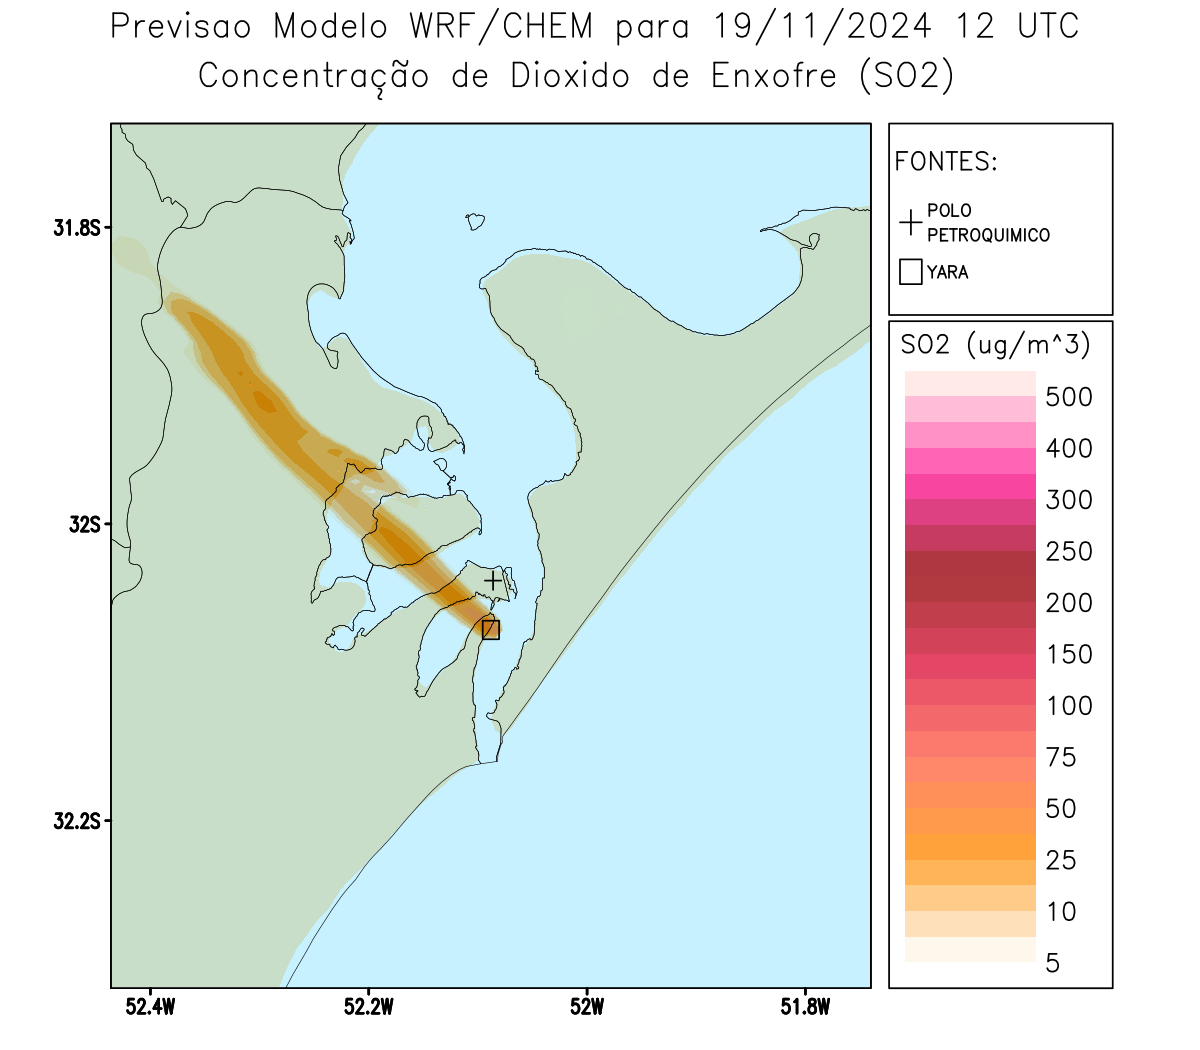 Previsao Modelo WRF/CHEM para 19/11/2024 12 UTC
Concentração de Dioxido de Enxofre (SO2)
FONTES:
POLO
PETROQUIMICO
YARA
31.8S
32S
32.2S
52.4W
52.2W
52W
51.8W
SO2 (ug/m^3)
500
400
300
250
200
150
100
75
50
25
10
5